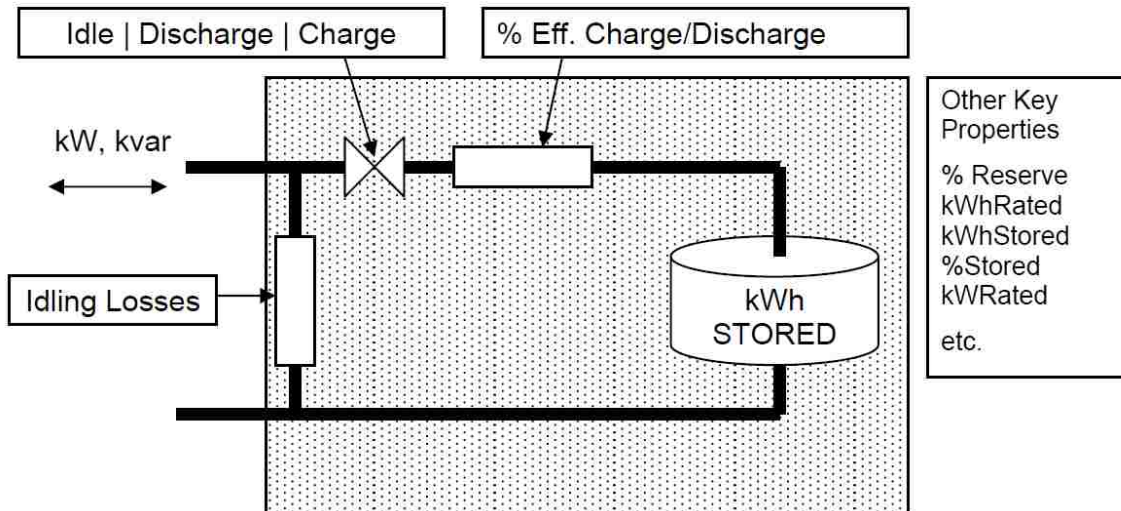 Idle | Discharge | Charge
% Eff. Charge/Discharge
kW, kvar
Idling Losses
kWh
STORED
Other Key
Properties
% Reserve
kWhRated
kWhStored
%Stored
kWRated
etc.